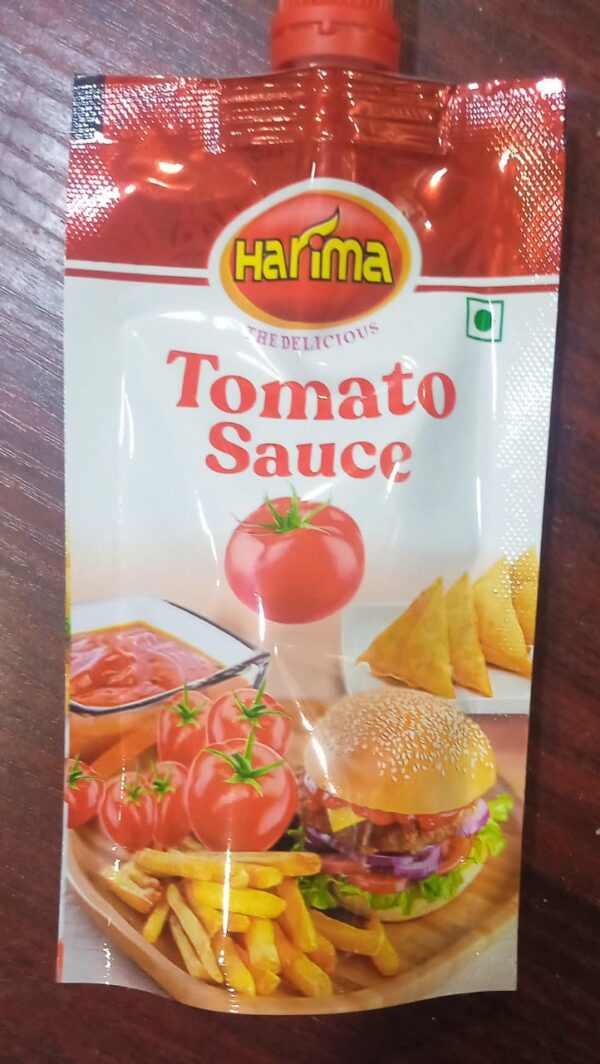 Harima
THE DELICIOUS
Tomato
Sauce